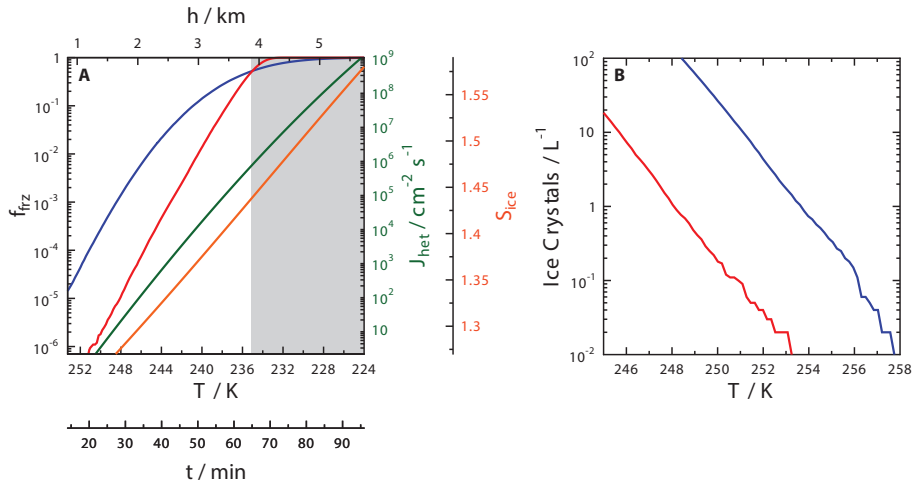 h / km
1 2 3 4 5
A
1
10^-1
10^-2
10^-3
10^-4
10^-5
10^-6
f_frz
10^9
10^8
10^7
10^6
10^5
10^4
10^3
10^2
10
J_het / cm^-2 s^-1
1.55
1.5
1.45
1.4
1.35
1.3
S_ice
252 248 244 240 236 232 228 224
T / K
20 30 40 50 60 70 80 90
t / min
B
10^2
10
1
10^-1
10^-2
Ice Crystals / L^-1
246 248 250 252 254 256 258
T / K